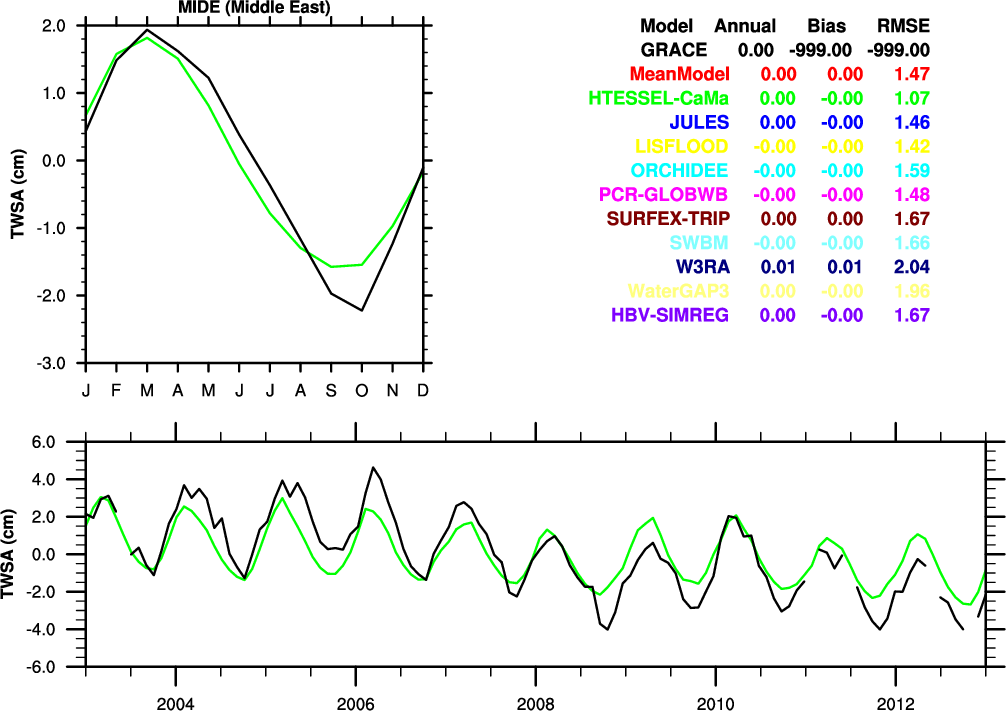 MIDE (Middle East)
2.0
1.0
0.0
-1.0
-2.0
-3.0
TWSA (cm)
J F M A M J J A S O N D
Model Annual Bias RMSE
GRACE 0.00 -999.00 -999.00
MeanModel 0.00 0.00 1.47
HTESSEL-CaMa 0.00 -0.00 1.07
JULES 0.00 -0.00 1.46
LISFLOOD -0.00 -0.00 1.42
ORCHIDEE -0.00 -0.00 1.59
PCR-GLOBWB -0.00 -0.00 1.48
SURFEX-TRIP 0.00 0.00 1.67
SWBM -0.00 -0.00 1.66
W3RA 0.01 0.01 2.04
WaterGAP3 0.00 -0.00 1.96
HBV-SIMREG 0.00 -0.00 1.67
6.0
4.0
2.0
0.0
-2.0
-4.0
-6.0
TWSA (cm)
2004 2006 2008 2010 2012